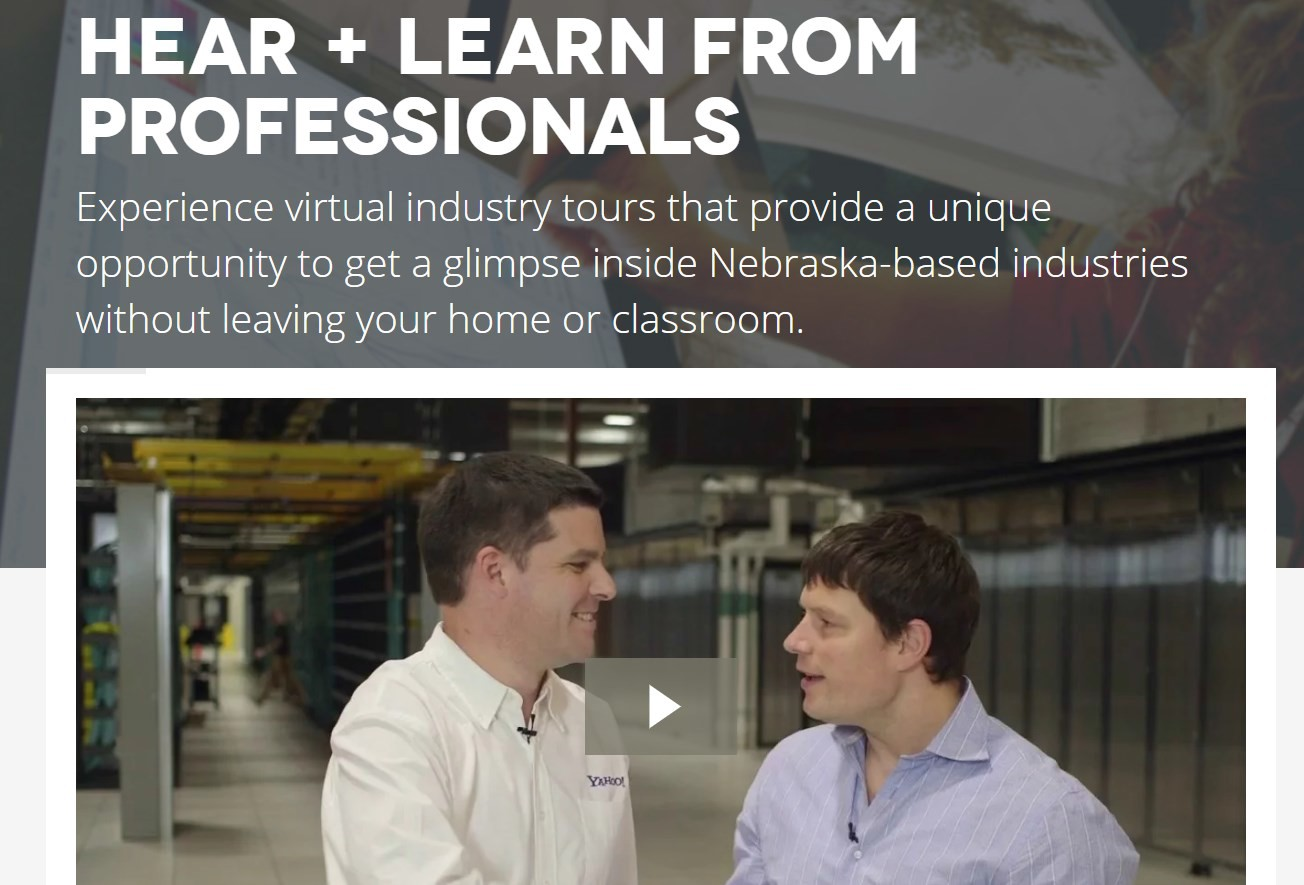 HEAR + LEARN FROM
PROFESSIONALS
Experience virtual industry tours that provide a unique
opportunity to get a glimpse inside Nebraska-based industries
without leaving your home or classroom.
YAHOO!